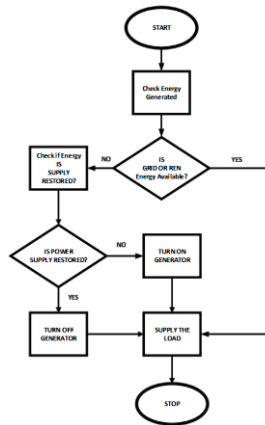 START
Check Energy
Generated
IS
GRID OR REN
Energy Available?
NO
YES
Check if Energy
IS
SUPPLY
RESTORED?
IS POWER
SUPPLY RESTORED?
NO
TURN ON
GENERATOR
YES
TURN OFF
GENERATOR
SUPPLY THE
LOAD
STOP